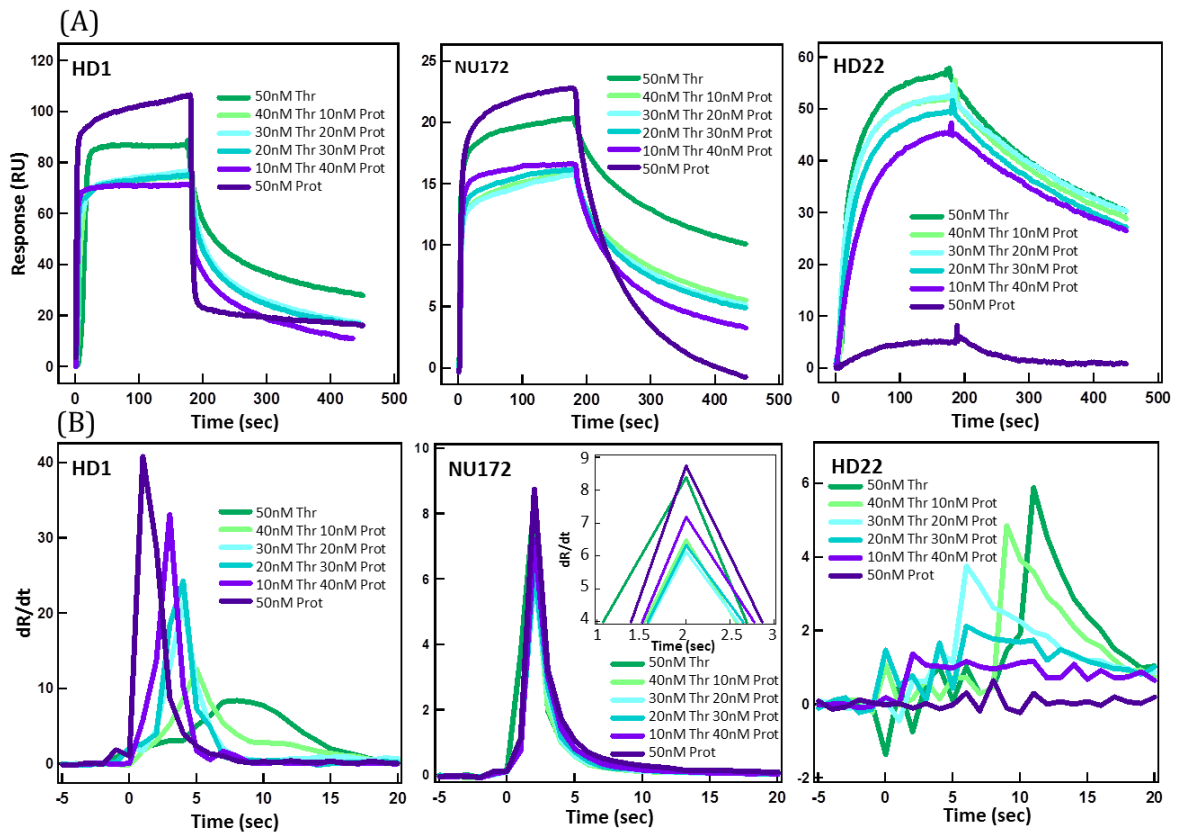 (A)
HD1
120
100
80
60
40
20
0
Response (RU)
50nM Thr
40nM Thr 10nM Prot
30nM Thr 20nM Prot
20nM Thr 30nM Prot
10nM Thr 40nM Prot
50nM Prot
0 100 200 300 400 500
Time (sec)
NU172
25
20
15
10
5
0
50nM Thr
40nM Thr 10nM Prot
30nM Thr 20nM Prot
20nM Thr 30nM Prot
10nM Thr 40nM Prot
50nM Prot
0 100 200 300 400 500
Time (sec)
HD22
60
50
40
30
20
10
0
50nM Thr
40nM Thr 10nM Prot
30nM Thr 20nM Prot
20nM Thr 30nM Prot
10nM Thr 40nM Prot
50nM Prot
0 100 200 300 400 500
Time (sec)
(B)
HD1
40
30
20
10
0
dR/dt
50nM Thr
40nM Thr 10nM Prot
30nM Thr 20nM Prot
20nM Thr 30nM Prot
10nM Thr 40nM Prot
50nM Prot
-5 0 5 10 15 20
Time (sec)
NU172
10
8
6
4
2
0
9
8
7
6
5
4
dR/dt
1 1.5 2 2.5 3
Time (sec)
50nM Thr
40nM Thr 10nM Prot
30nM Thr 20nM Prot
20nM Thr 30nM Prot
10nM Thr 40nM Prot
50nM Prot
-5 0 5 10 15 20
Time (sec)
HD22
6
4
2
0
-2
50nM Thr
40nM Thr 10nM Prot
30nM Thr 20nM Prot
20nM Thr 30nM Prot
10nM Thr 40nM Prot
50nM Prot
-5 0 5 10 15 20
Time (sec)